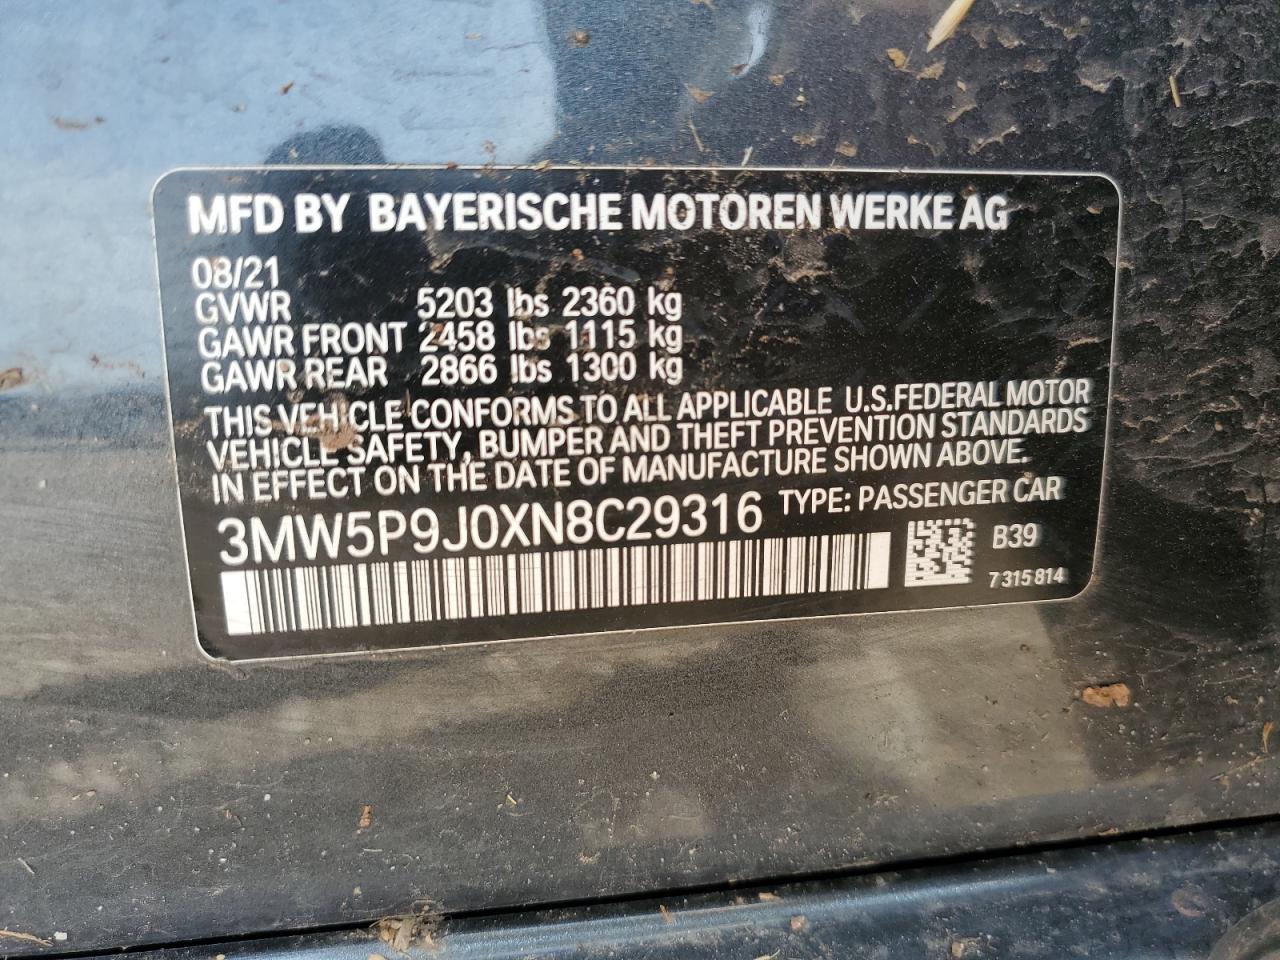 MFD BY BAYERISCHE MOTOREN WERKE AG
08/21
GVWR 5203 lbs 2360 kg
GAWR FRONT 2458 lbs 1115 kg
GAWR REAR 2866 lbs 1300 kg
THIS VEHICLE CONFORMS TO ALL APPLICABLE U.S.FEDERAL MOTOR
VEHICLE SAFETY, BUMPER AND THEFT PREVENTION STANDARDS
IN EFFECT ON THE DATE OF MANUFACTURE SHOWN ABOVE.
3MW5P9J0XN8C29316 TYPE: PASSENGER CAR
B39
7 315 814